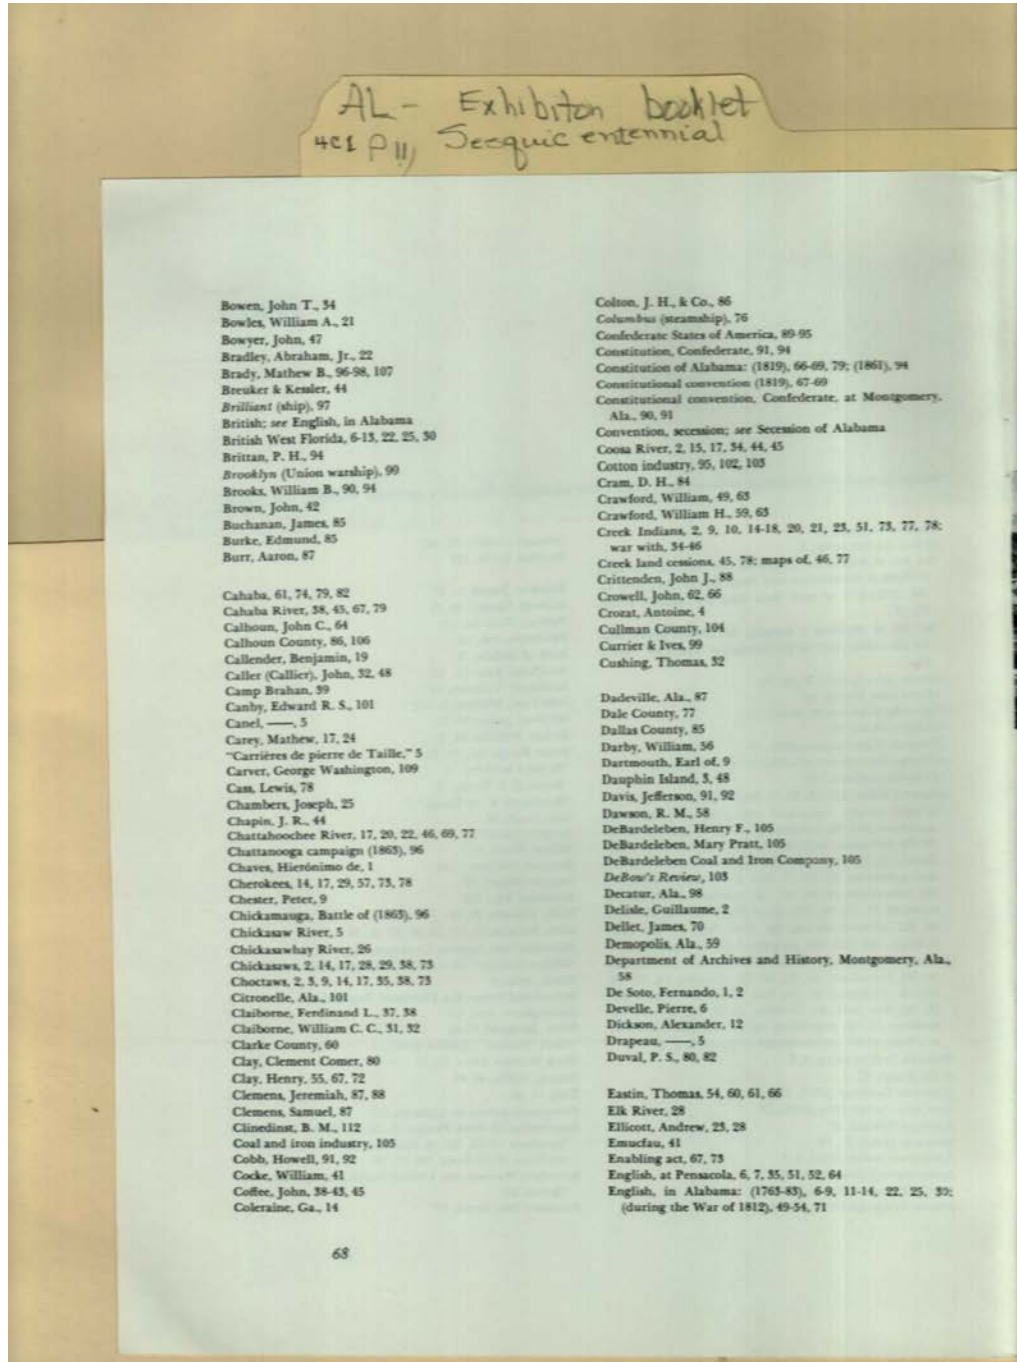 AL - Exhibiton booklet
4C1 P11, Sesquicentennial
Bowen, John T., 34
Bowles, William A., 21
Bowyer, John, 47
Bradley, Abraham, Jr., 22
Brady, Mathew B., 96-98, 107
Breuker & Kessler, 44
Brilliant (ship), 97
British; see English, in Alabama
British West Florida, 6-13, 22, 25, 30
Brittan, P. H., 94
Brooklyn (Union warship), 99
Brooks, William B., 90, 94
Brown, John, 42
Buchanan, James, 85
Burke, Edmund, 85
Burr, Aaron, 87
Cahaba, 61, 74, 79, 82
Cahaba River, 38, 45, 67, 79
Calhoun, John C., 64
Calhoun County, 86, 106
Callender, Benjamin, 19
Caller (Callier), John, 32, 48
Camp Brahan, 39
Canby, Edward R. S., 101
Canel, ——, 5
Carey, Mathew, 17, 24
"Carrières de pierre de Taille," 5
Carver, George Washington, 109
Cass, Lewis, 78
Chambers, Joseph, 25
Chapin, J. R., 44
Chattahoochee River, 17, 20, 22, 46, 69, 77
Chattanooga campaign (1863), 96
Chaves, Hierónimo de, 1
Cherokees, 14, 17, 29, 57, 73, 78
Chester, Peter, 9
Chickamauga, Battle of (1863), 96
Chickasaw River, 5
Chickasawhay River, 26
Chickasaws, 2, 14, 17, 28, 29, 38, 73
Choctaws, 2, 3, 9, 14, 17, 35, 38, 73
Citronelle, Ala., 101
Claiborne, Ferdinand L., 37, 38
Claiborne, William C. C., 31, 32
Clarke County, 60
Clay, Clement Comer, 80
Clay, Henry, 55, 67, 72
Clemens, Jeremiah, 87, 88
Clemens, Samuel, 87
Clinedinst, B. M., 112
Coal and iron industry, 105
Cobb, Howell, 91, 92
Cocke, William, 41
Coffee, John, 38-43, 45
Coleraine, Ga., 14
68
Colton, J. H., & Co., 86
Columbus (steamship), 76
Confederate States of America, 89-95
Constitution, Confederate, 91, 94
Constitution of Alabama: (1819), 66-69, 79; (1861), 94
Constitutional convention (1819), 67-69
Constitutional convention, Confederate, at Montgomery,
Ala., 90, 91
Convention, secession; see Secession of Alabama
Coosa River, 2, 15, 17, 34, 44, 45
Cotton industry, 95, 102, 103
Cram, D. H., 84
Crawford, William, 49, 63
Crawford, William H., 59, 63
Creek Indians, 2, 9, 10, 14-18, 20, 21, 23, 51, 73, 77, 78;
war with, 34-46
Creek land cessions, 45, 78; maps of, 46, 77
Crittenden, John J., 88
Crowell, John, 62, 66
Crozat, Antoine, 4
Cullman County, 104
Currier & Ives, 99
Cushing, Thomas, 32
Dadeville, Ala., 87
Dale County, 77
Dallas County, 85
Darby, William, 56
Dartmouth, Earl of, 9
Dauphin Island, 3, 48
Davis, Jefferson, 91, 92
Dawson, R. M., 58
DeBardeleben, Henry F., 105
DeBardeleben, Mary Pratt, 105
DeBardeleben Coal and Iron Company, 105
DeBow's Review, 103
Decatur, Ala., 98
Delisle, Guillaume, 2
Dellet, James, 70
Demopolis, Ala., 59
Department of Archives and History, Montgomery, Ala.,
58
De Soto, Fernando, 1, 2
Develle, Pierre, 6
Dickson, Alexander, 12
Drapeau, ——, 5
Duval, P. S., 80, 82
Eastin, Thomas, 54, 60, 61, 66
Elk River, 28
Ellicott, Andrew, 23, 28
Emucfau, 41
Enabling act, 67, 73
English, at Pensacola, 6, 7, 35, 51, 52, 64
English, in Alabama: (1763-83), 6-9, 11-14, 22, 25, 30;
(during the War of 1812), 49-54, 71